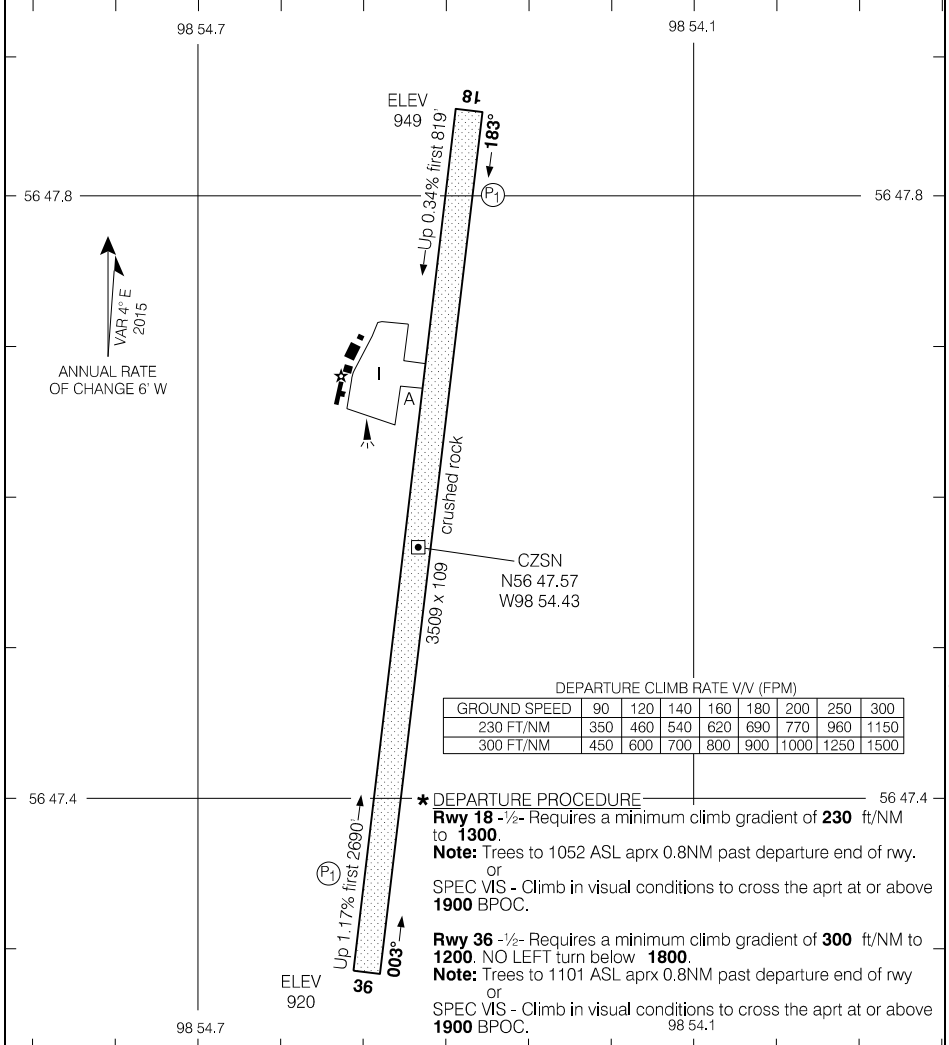 98 54.7
98 54.1
ELEV
949
18
183°
Up 0.34% first 819'
P1
56 47.8
56 47.8
VAR 4° E
2015
ANNUAL RATE
OF CHANGE 6' W
I
A
crushed rock
3509 x 109
CZSN
N56 47.57
W98 54.43
DEPARTURE CLIMB RATE V/V (FPM)
GROUND SPEED 90 120 140 160 180 200 250 300
230 FT/NM 350 460 540 620 690 770 960 1150
300 FT/NM 450 600 700 800 900 1000 1250 1500
56 47.4
56 47.4
* DEPARTURE PROCEDURE
Rwy 18 -½- Requires a minimum climb gradient of 230 ft/NM
to 1300.
Note: Trees to 1052 ASL aprx 0.8NM past departure end of rwy.
or
SPEC VIS - Climb in visual conditions to cross the aprt at or above
1900 BPOC.
Rwy 36 -½- Requires a minimum climb gradient of 300 ft/NM to
1200. NO LEFT turn below 1800.
Note: Trees to 1101 ASL aprx 0.8NM past departure end of rwy
or
SPEC VIS - Climb in visual conditions to cross the aprt at or above
1900 BPOC.
Up 1.17% first 2690'
P1
003°
36
ELEV
920
98 54.7
98 54.1